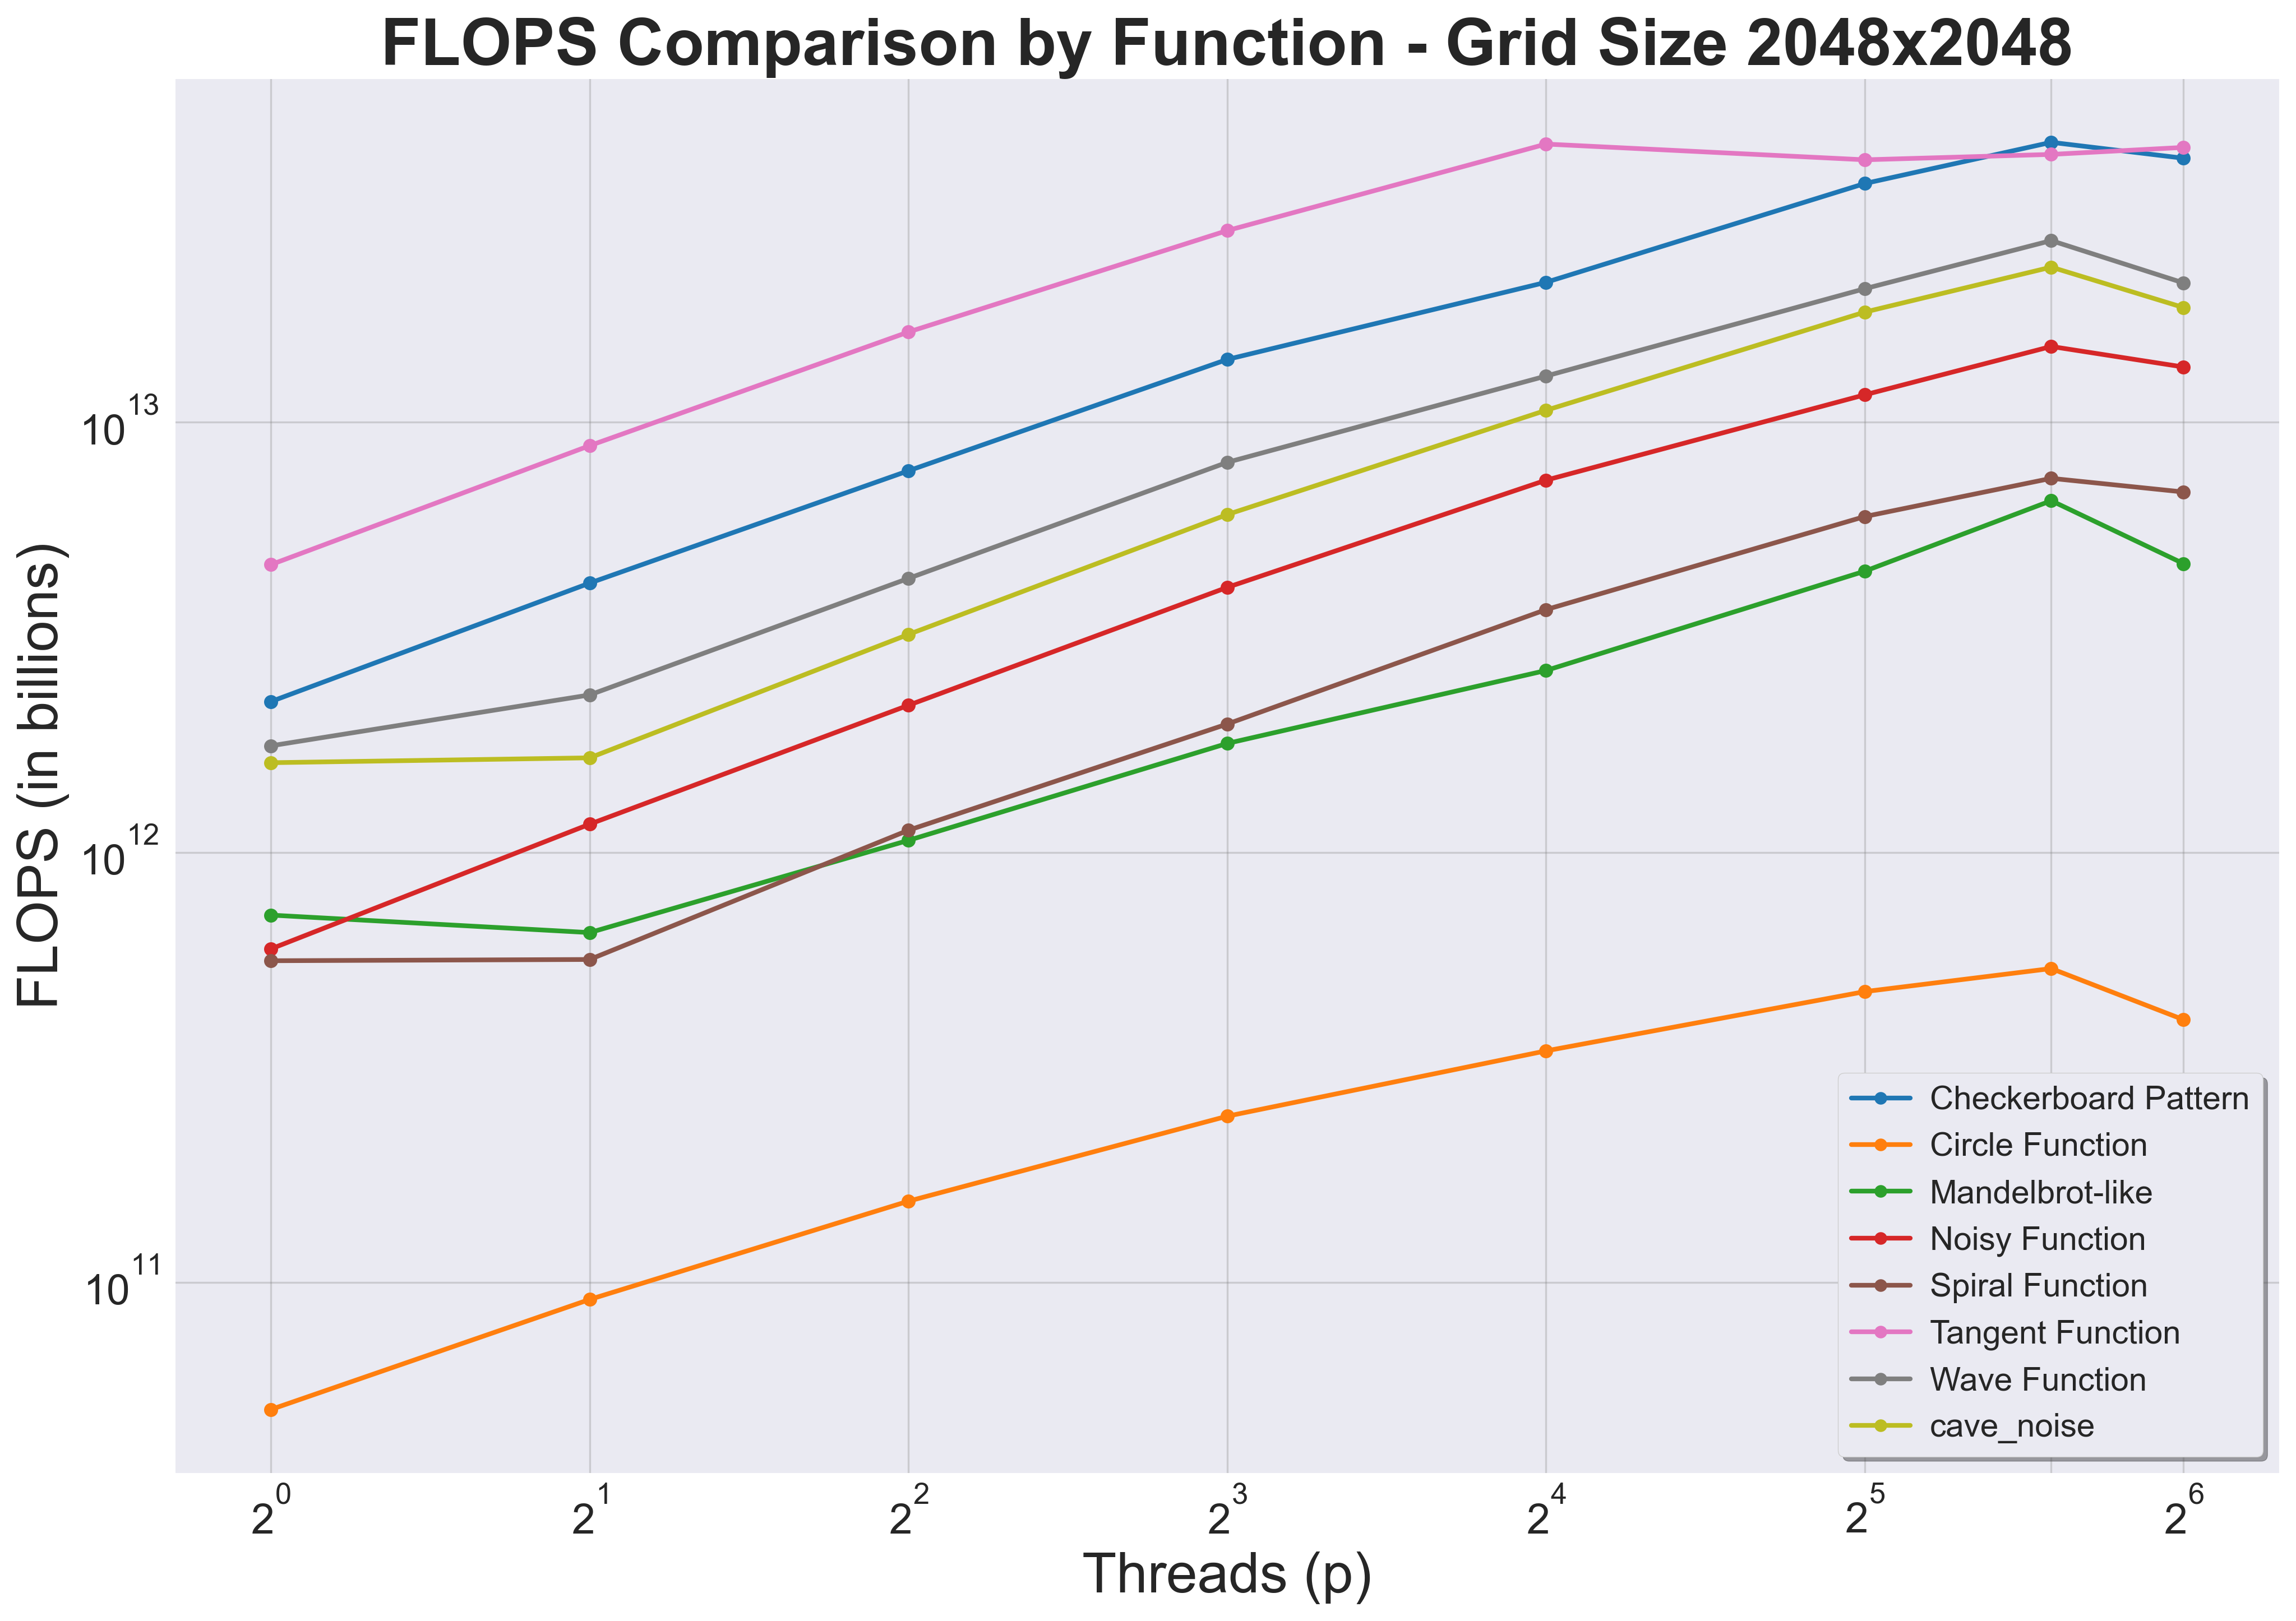 FLOPS Comparison by Function - Grid Size 2048x2048
FLOPS (in billions)
10^13
10^12
10^11
2^0 2^1 2^2 2^3 2^4 2^5 2^6
Threads (p)
Checkerboard Pattern
Circle Function
Mandelbrot-like
Noisy Function
Spiral Function
Tangent Function
Wave Function
cave_noise